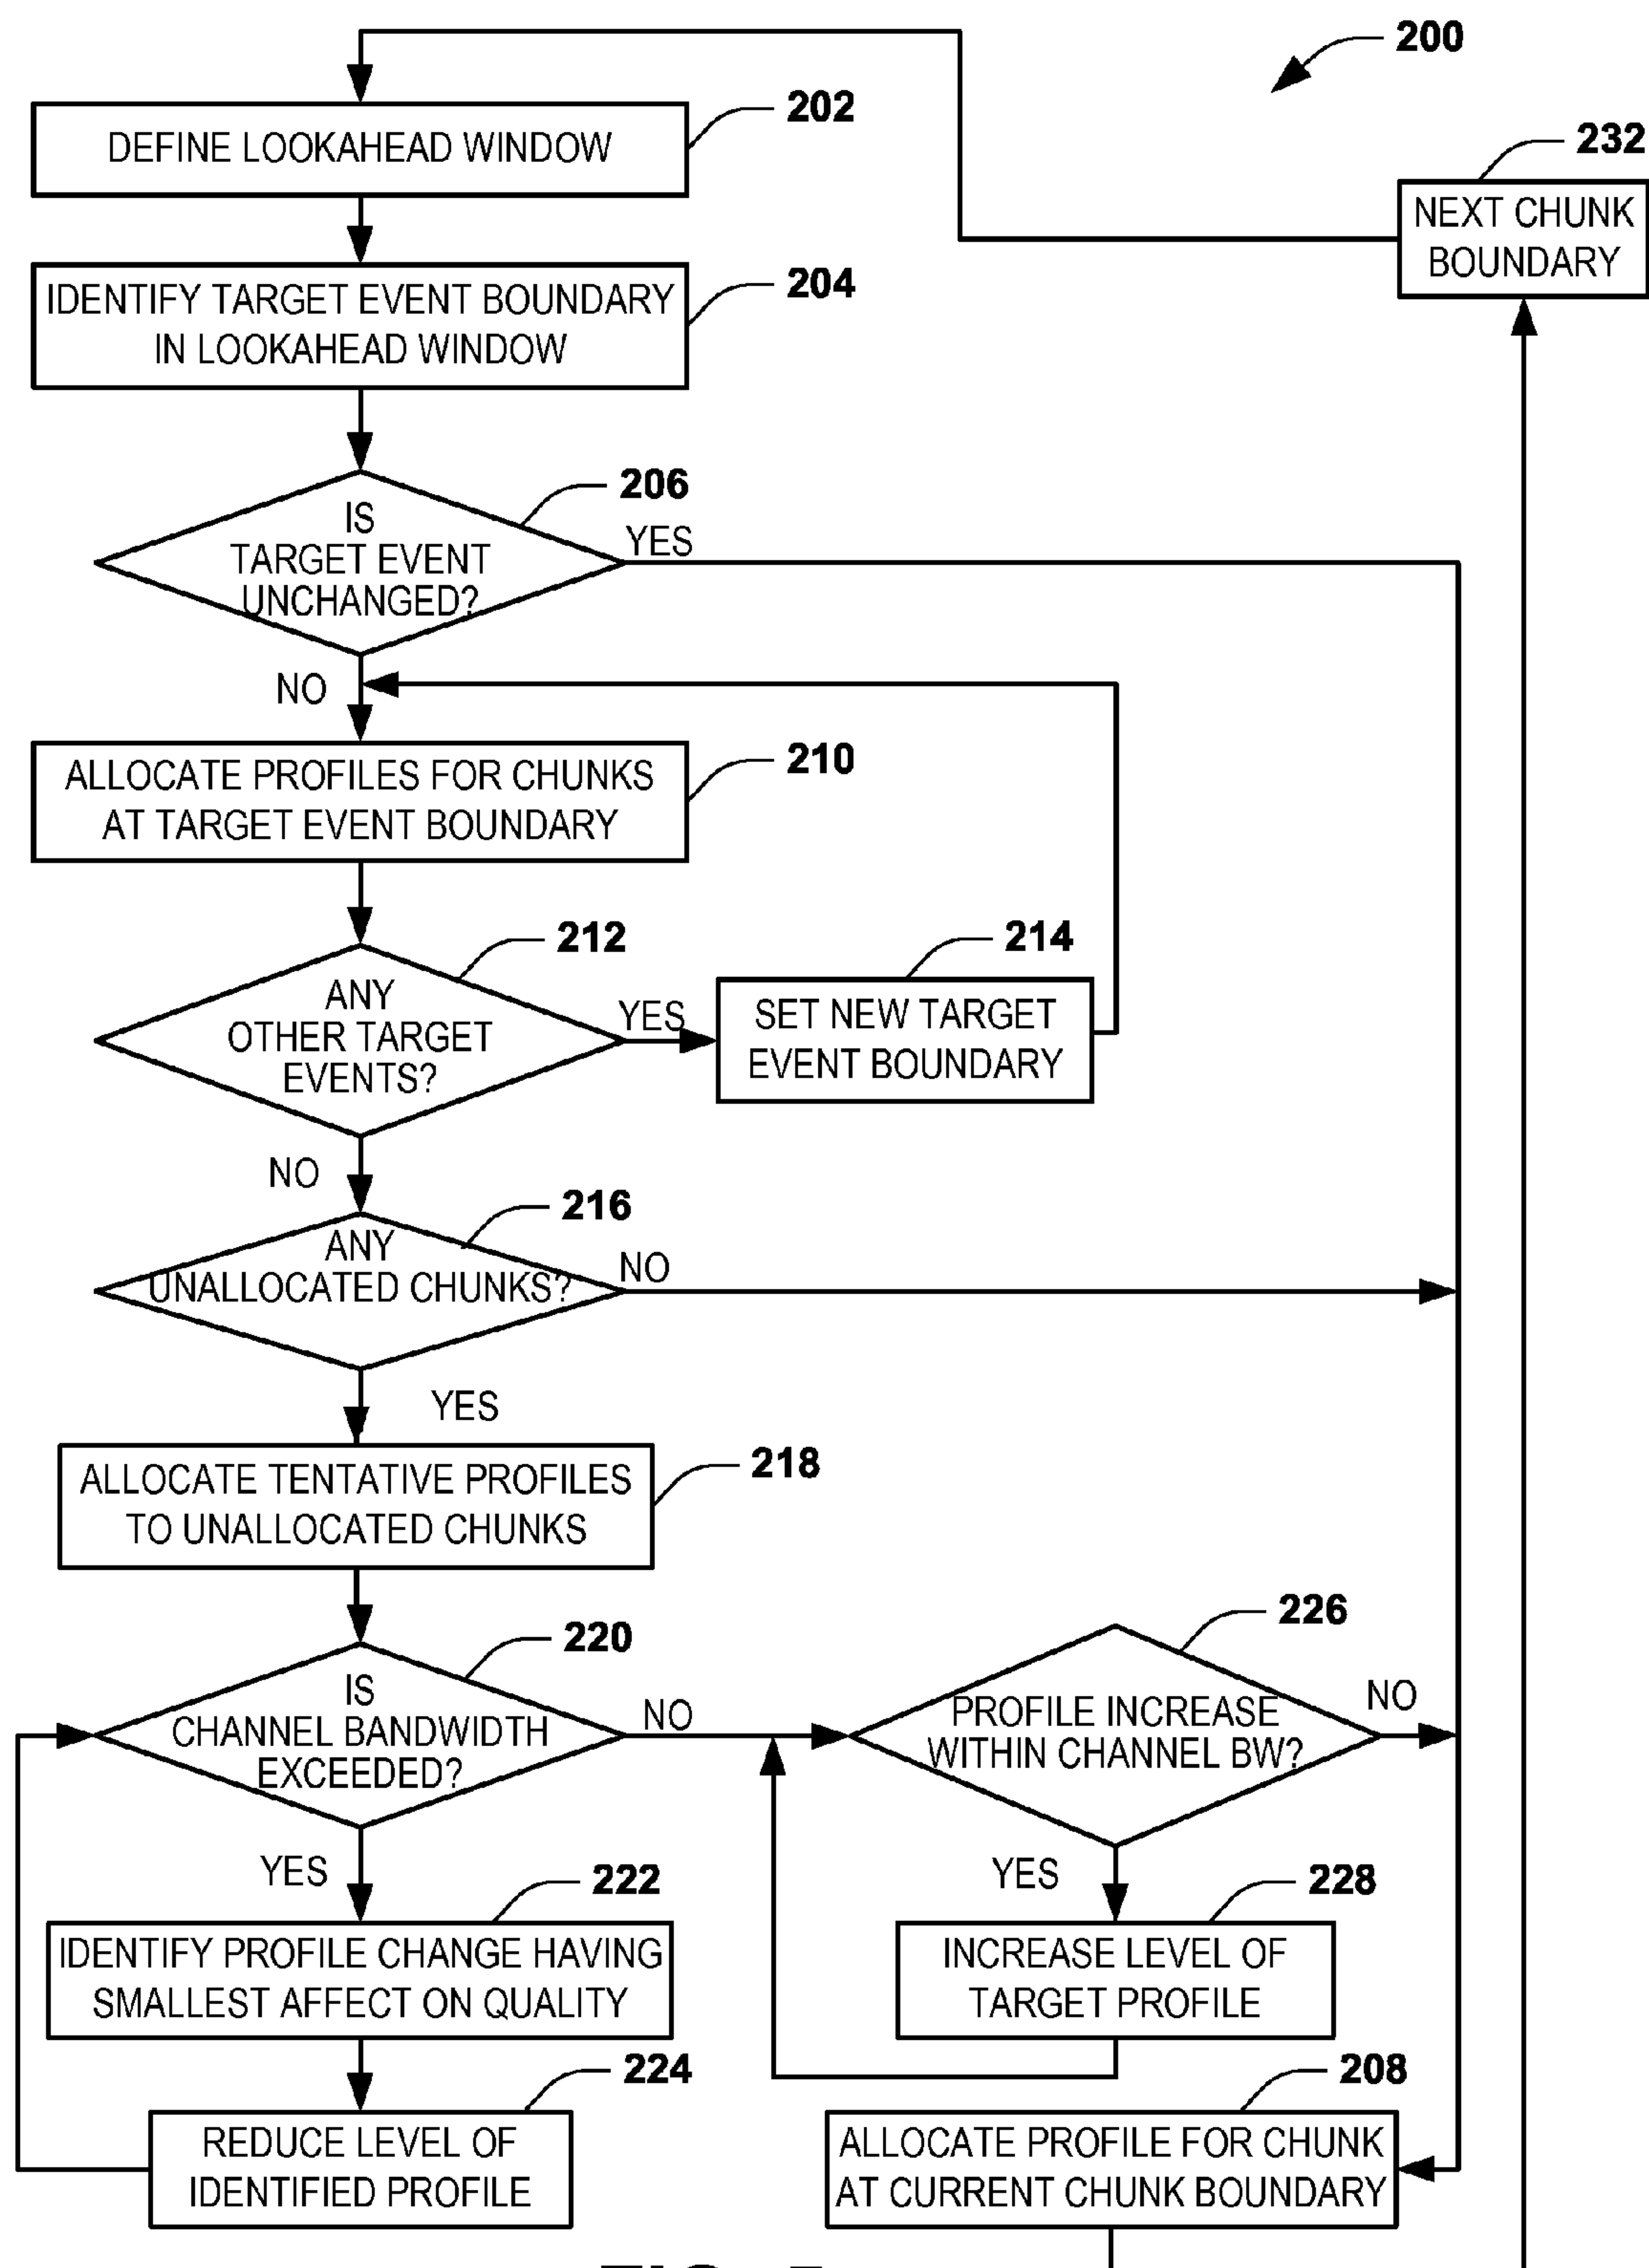 200
202
DEFINE LOOKAHEAD WINDOW
232
NEXT CHUNK
BOUNDARY
204
IDENTIFY TARGET EVENT BOUNDARY
IN LOOKAHEAD WINDOW
206
IS
TARGET EVENT
UNCHANGED?
YES
NO
210
ALLOCATE PROFILES FOR CHUNKS
AT TARGET EVENT BOUNDARY
212
ANY
OTHER TARGET
EVENTS?
YES
214
SET NEW TARGET
EVENT BOUNDARY
NO
216
ANY
UNALLOCATED CHUNKS?
NO
YES
218
ALLOCATE TENTATIVE PROFILES
TO UNALLOCATED CHUNKS
220
IS
CHANNEL BANDWIDTH
EXCEEDED?
NO
226
PROFILE INCREASE
WITHIN CHANNEL BW?
NO
YES
222
IDENTIFY PROFILE CHANGE HAVING
SMALLEST AFFECT ON QUALITY
YES
228
INCREASE LEVEL OF
TARGET PROFILE
224
REDUCE LEVEL OF
IDENTIFIED PROFILE
208
ALLOCATE PROFILE FOR CHUNK
AT CURRENT CHUNK BOUNDARY